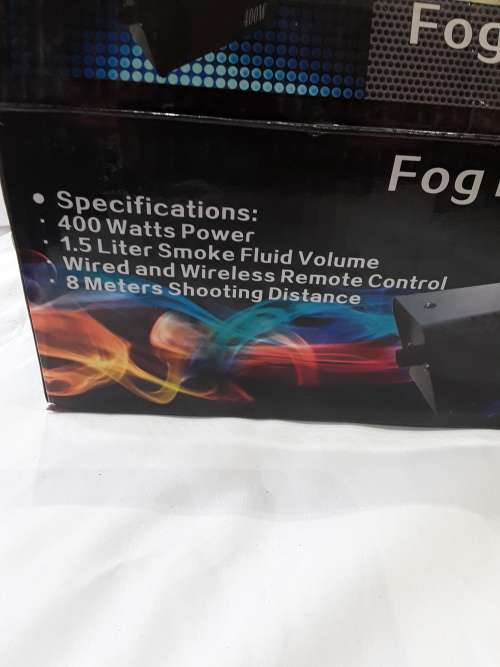 400W
Fog
Fog
• Specifications:
· 400 Watts Power
· 1.5 Liter Smoke Fluid Volume
Wired and Wireless Remote Control
· 8 Meters Shooting Distance